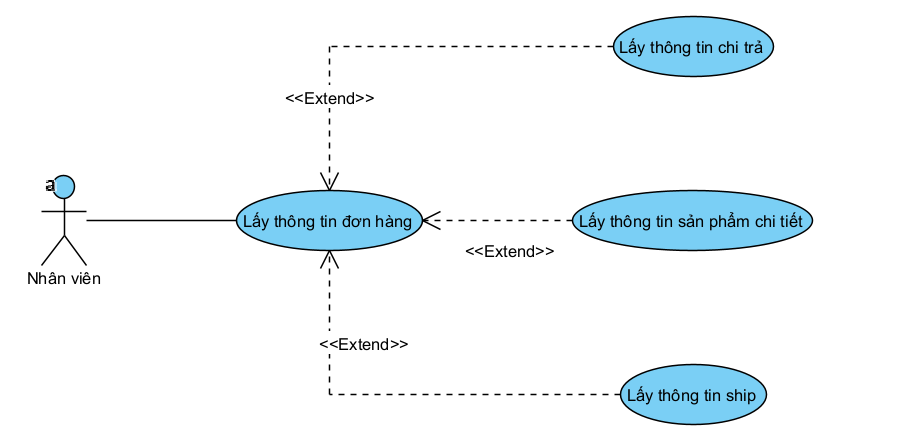 Lấy thông tin chi trả
<<Extend>>
a
Lấy thông tin đơn hàng
Lấy thông tin sản phẩm chi tiết
<<Extend>>
Nhân viên
<<Extend>>
Lấy thông tin ship